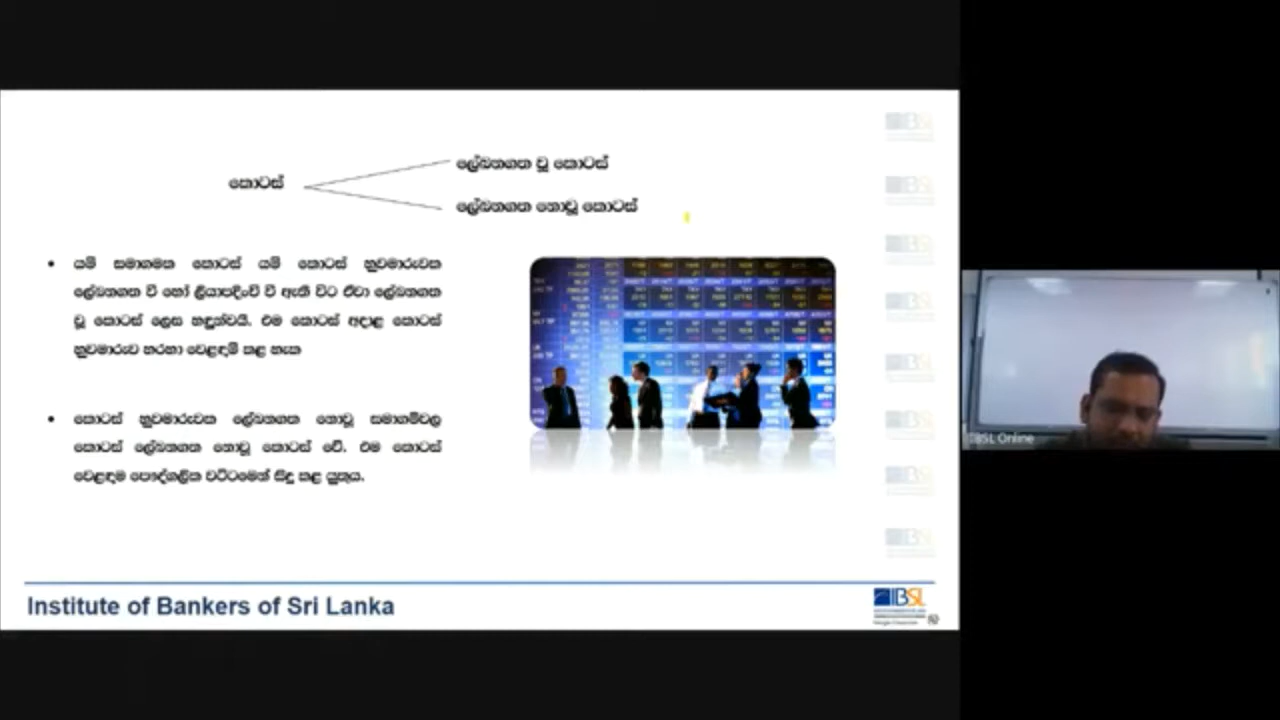 කොටස්
ලේඛනගත වූ කොටස්
ලේඛනගත නොවූ කොටස්
• යම් සමාගමක කොටස් යම් කොටස් හුවමාරුවක
ලේඛනගත වී හෝ ලියාපදිංචි වී ඇති විට ඒවා ලේඛනගත
වූ කොටස් ලෙස හඳුන්වයි. එම කොටස් අදාළ කොටස්
හුවමාරුව හරහා වෙළඳාම් කළ හැක
• කොටස් හුවමාරුවක ලේඛනගත නොවූ සමාගම්වල
කොටස් ලේඛනගත නොවූ කොටස් වේ. එම කොටස්
වෙළඳාම පෞද්ගලික මට්ටමෙන් සිදු කළ යුතුය.
Institute of Bankers of Sri Lanka
IBSL
IBSL Online